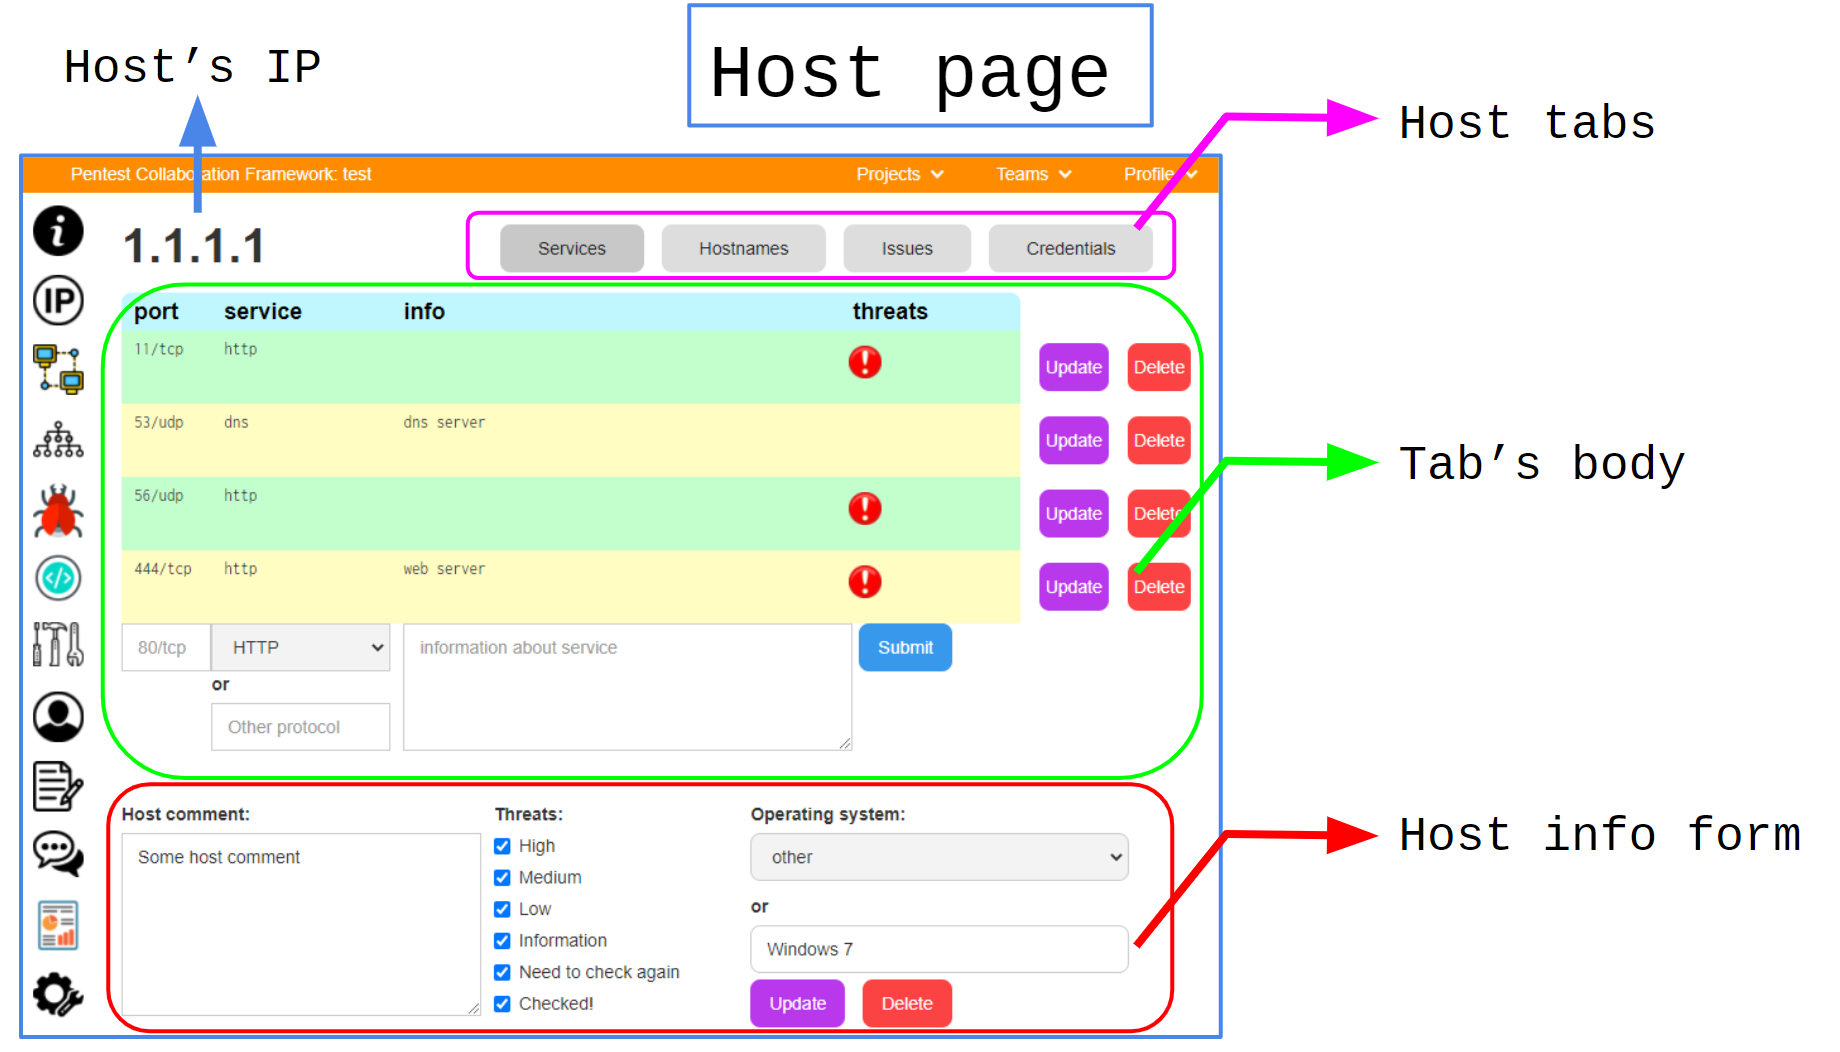 Host page
Host’s IP
Host tabs
Pentest Collaboration Framework: test
Projects
Teams
Profile
1.1.1.1
Services
Hostnames
Issues
Credentials
IP
port service info threats
11/tcp http
Update Delete
53/udp dns dns server
Update Delete
Tab’s body
56/udp http
Update Delete
444/tcp http web server
Update Delete
80/tcp HTTP information about service Submit
or
Other protocol
Host comment:
Some host comment
Threats:
High
Medium
Low
Information
Need to check again
Checked!
Operating system:
other
or
Windows 7
Update Delete
Host info form